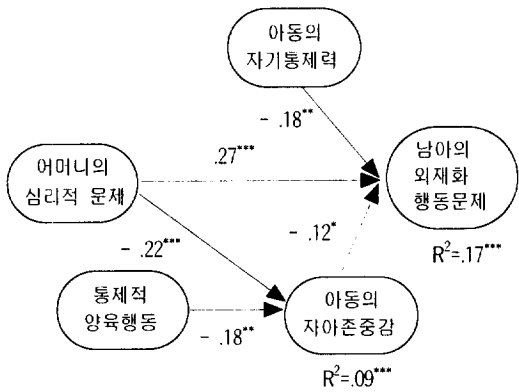 아동의
자기통제력
- .18**
.27***
남아의
외재화
행동문제
어머니의
심리적 문제
- .12*
R²=.17***
- .22***
통제적
양육행동
- .18**
아동의
자아존중감
R²=.09***